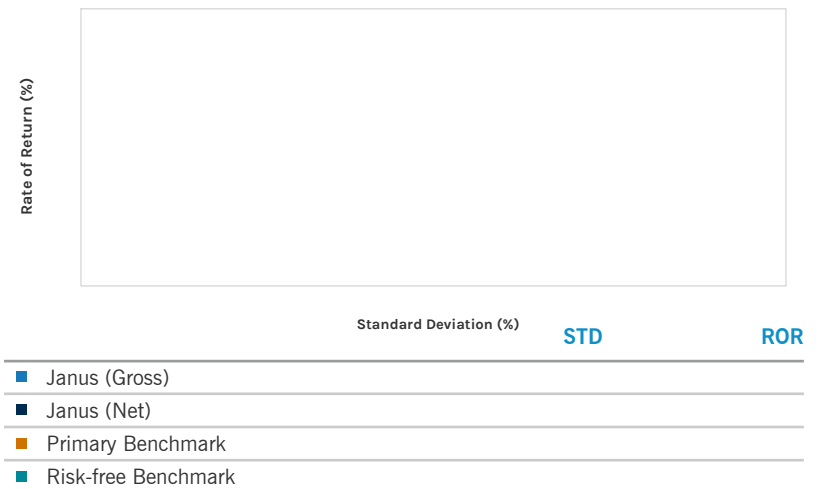 Rate of Return (%)
Standard Deviation (%)
STD ROR
Janus (Gross)
Janus (Net)
Primary Benchmark
Risk-free Benchmark